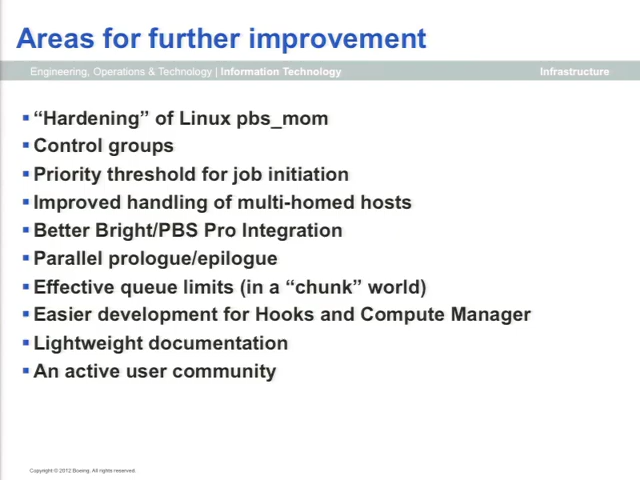 Areas for further improvement
Engineering, Operations & Technology | Information Technology Infrastructure
▪ “Hardening” of Linux pbs_mom
▪ Control groups
▪ Priority threshold for job initiation
▪ Improved handling of multi-homed hosts
▪ Better Bright/PBS Pro Integration
▪ Parallel prologue/epilogue
▪ Effective queue limits (in a “chunk” world)
▪ Easier development for Hooks and Compute Manager
▪ Lightweight documentation
▪ An active user community
Copyright © 2012 Boeing. All rights reserved.